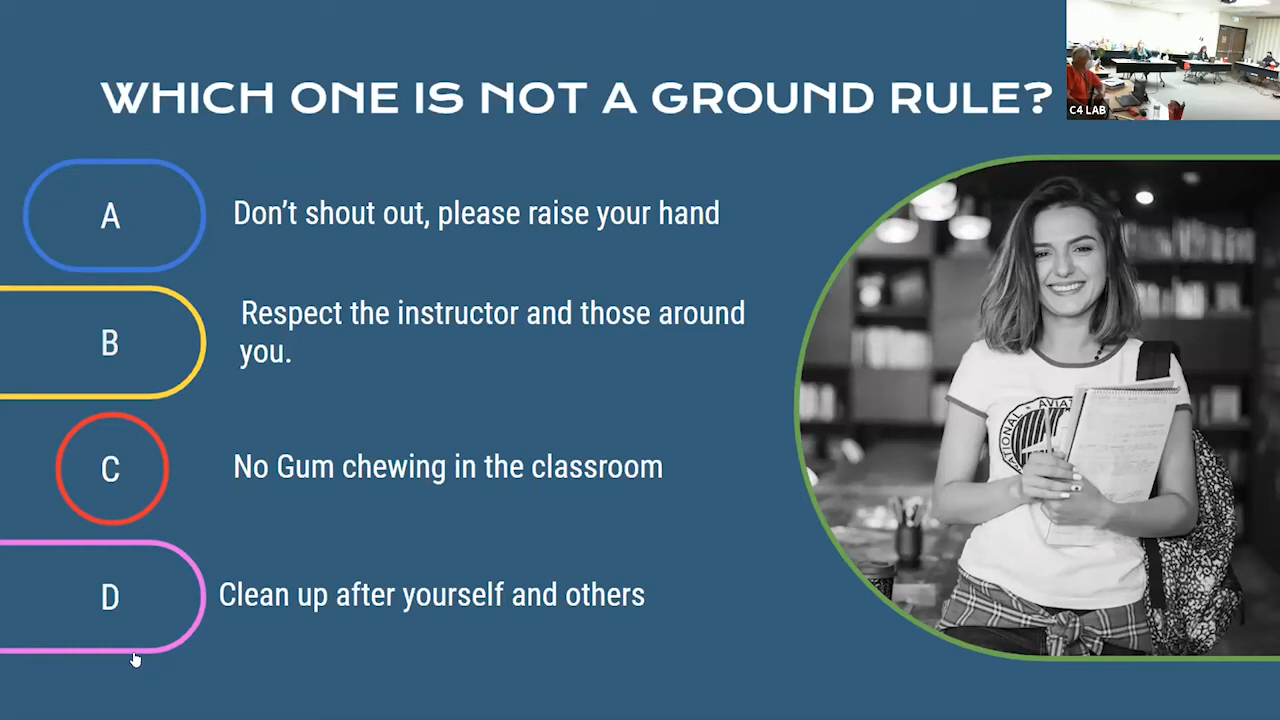 WHICH ONE IS NOT A GROUND RULE?
C4 LAB
A
Don’t shout out, please raise your hand
B
Respect the instructor and those around
you.
C
No Gum chewing in the classroom
D
Clean up after yourself and others